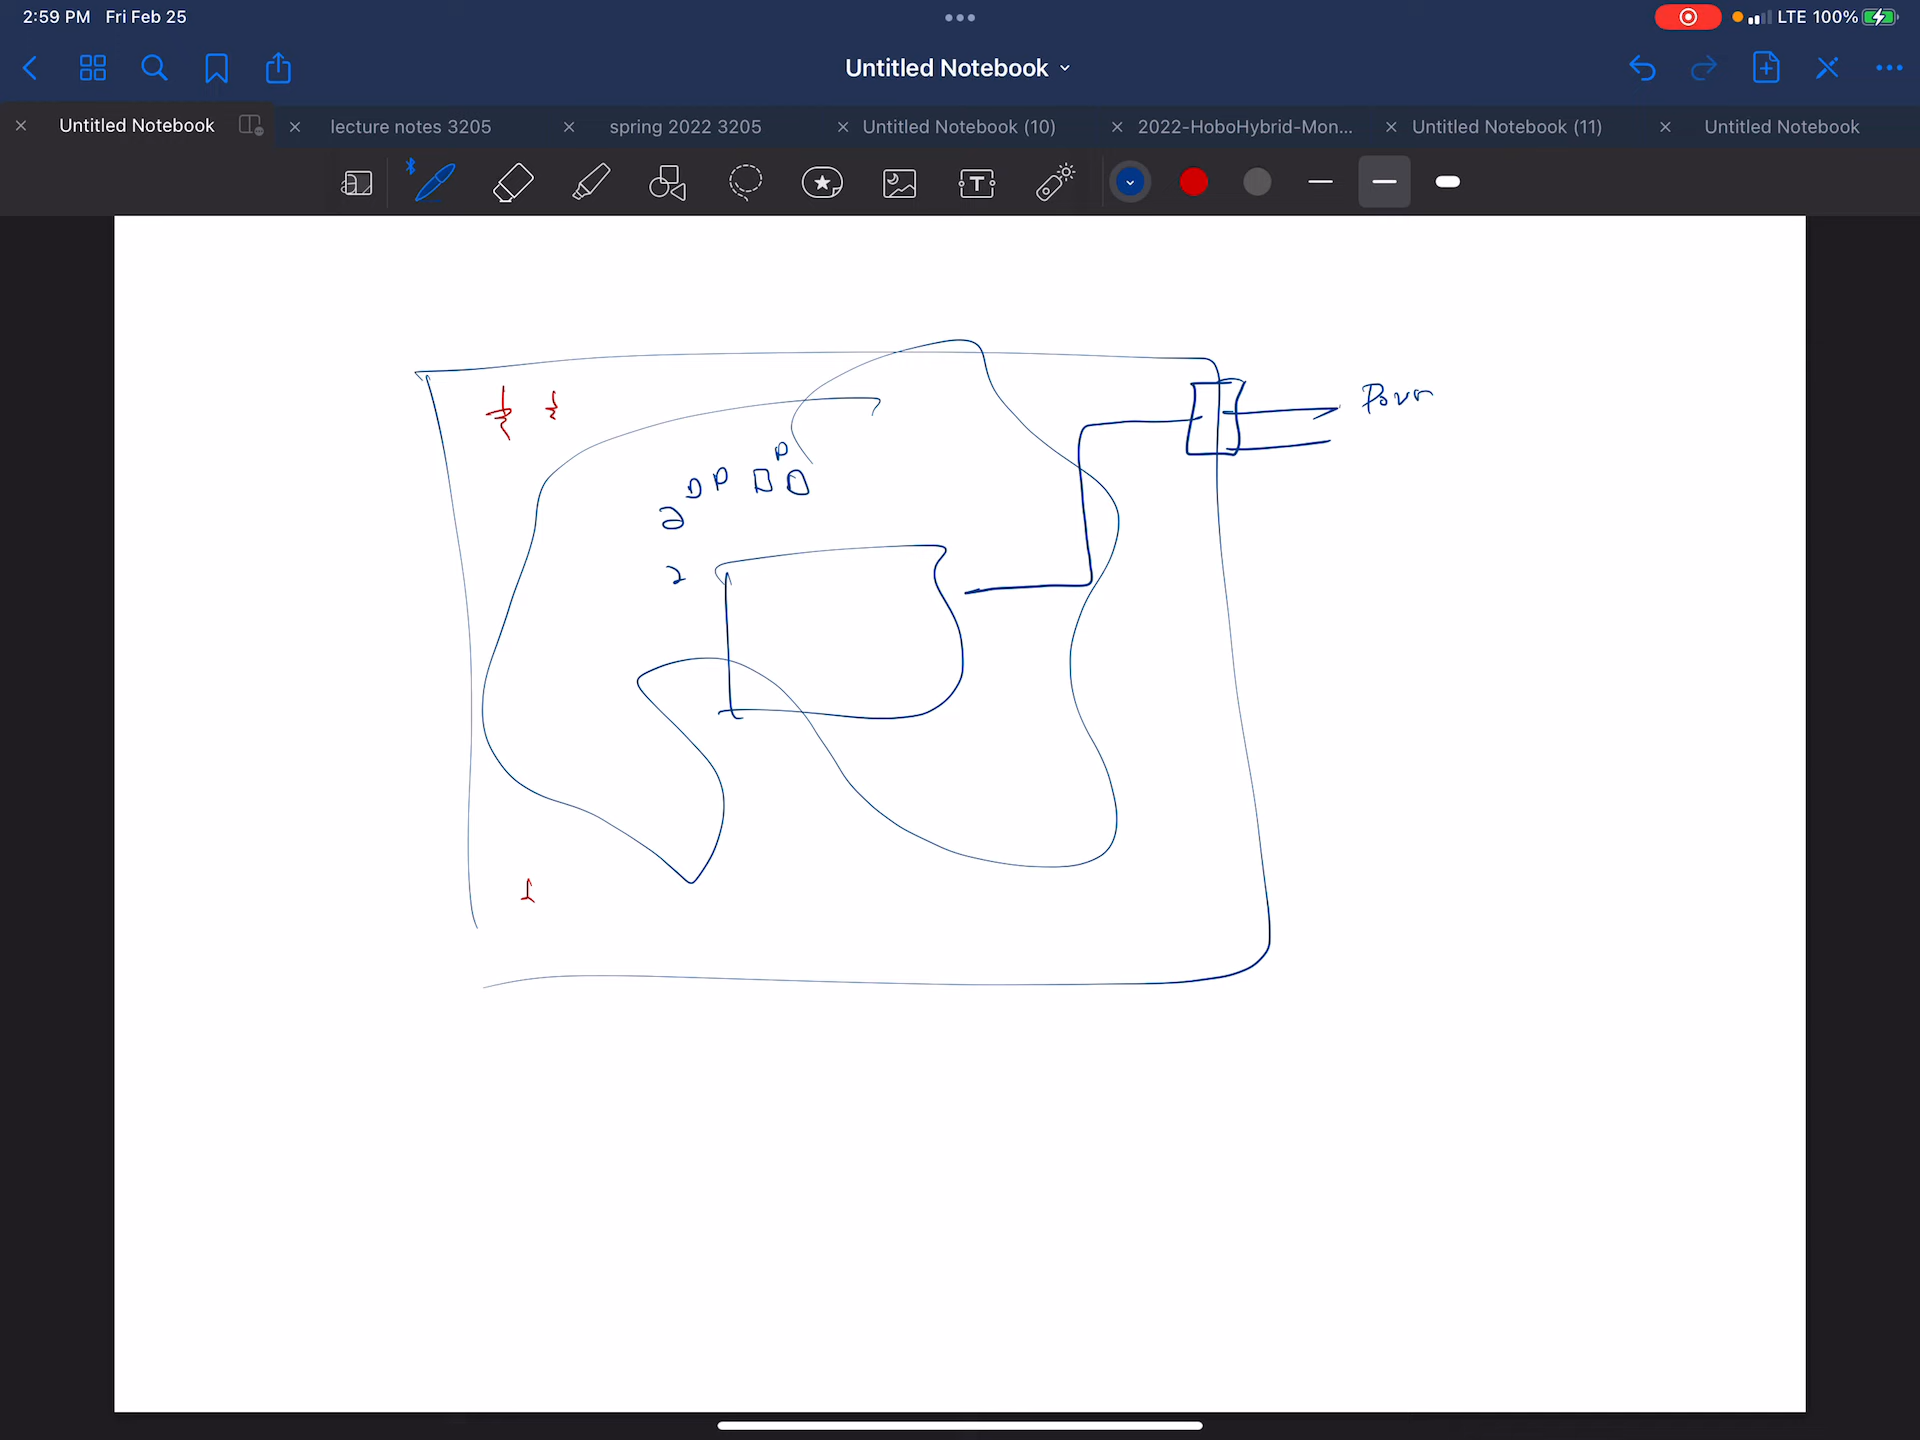 2:59 PM Fri Feb 25
LTE 100%
Untitled Notebook
Untitled Notebook
lecture notes 3205
spring 2022 3205
Untitled Notebook (10)
2022-HoboHybrid-Mon...
Untitled Notebook (11)
Untitled Notebook
T